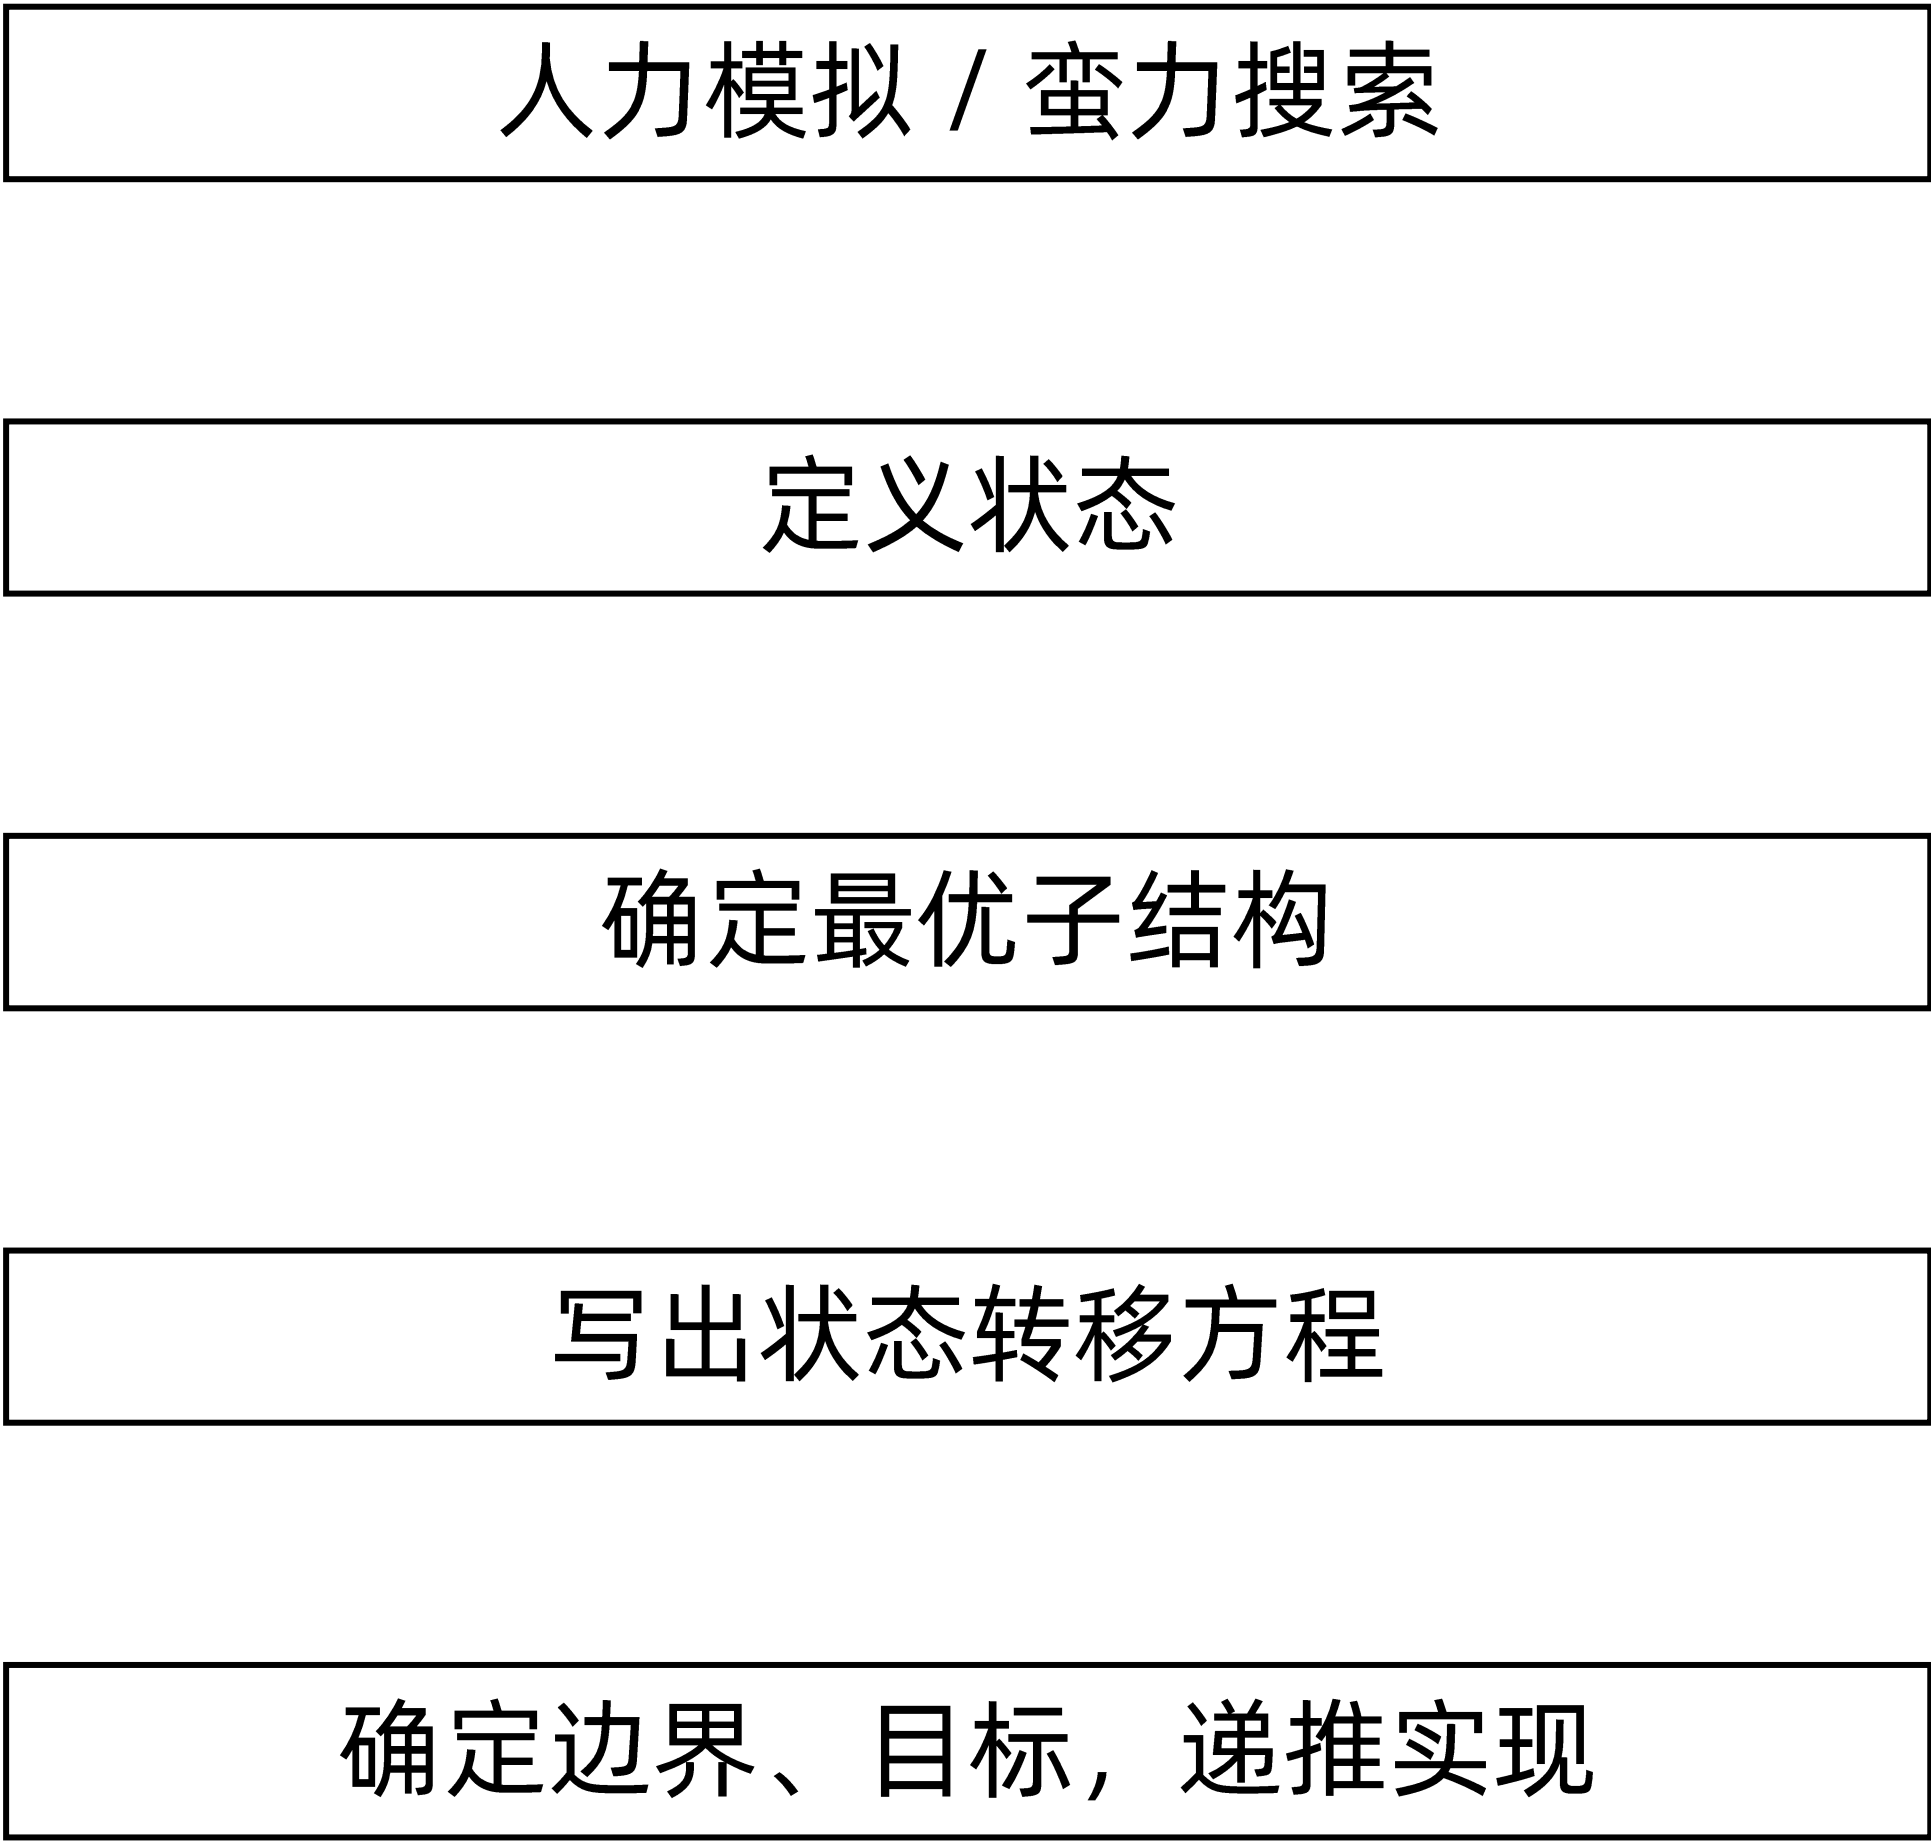 人力模拟 / 蛮力搜索
定义状态
确定最优子结构
写出状态转移方程
确定边界、目标，递推实现